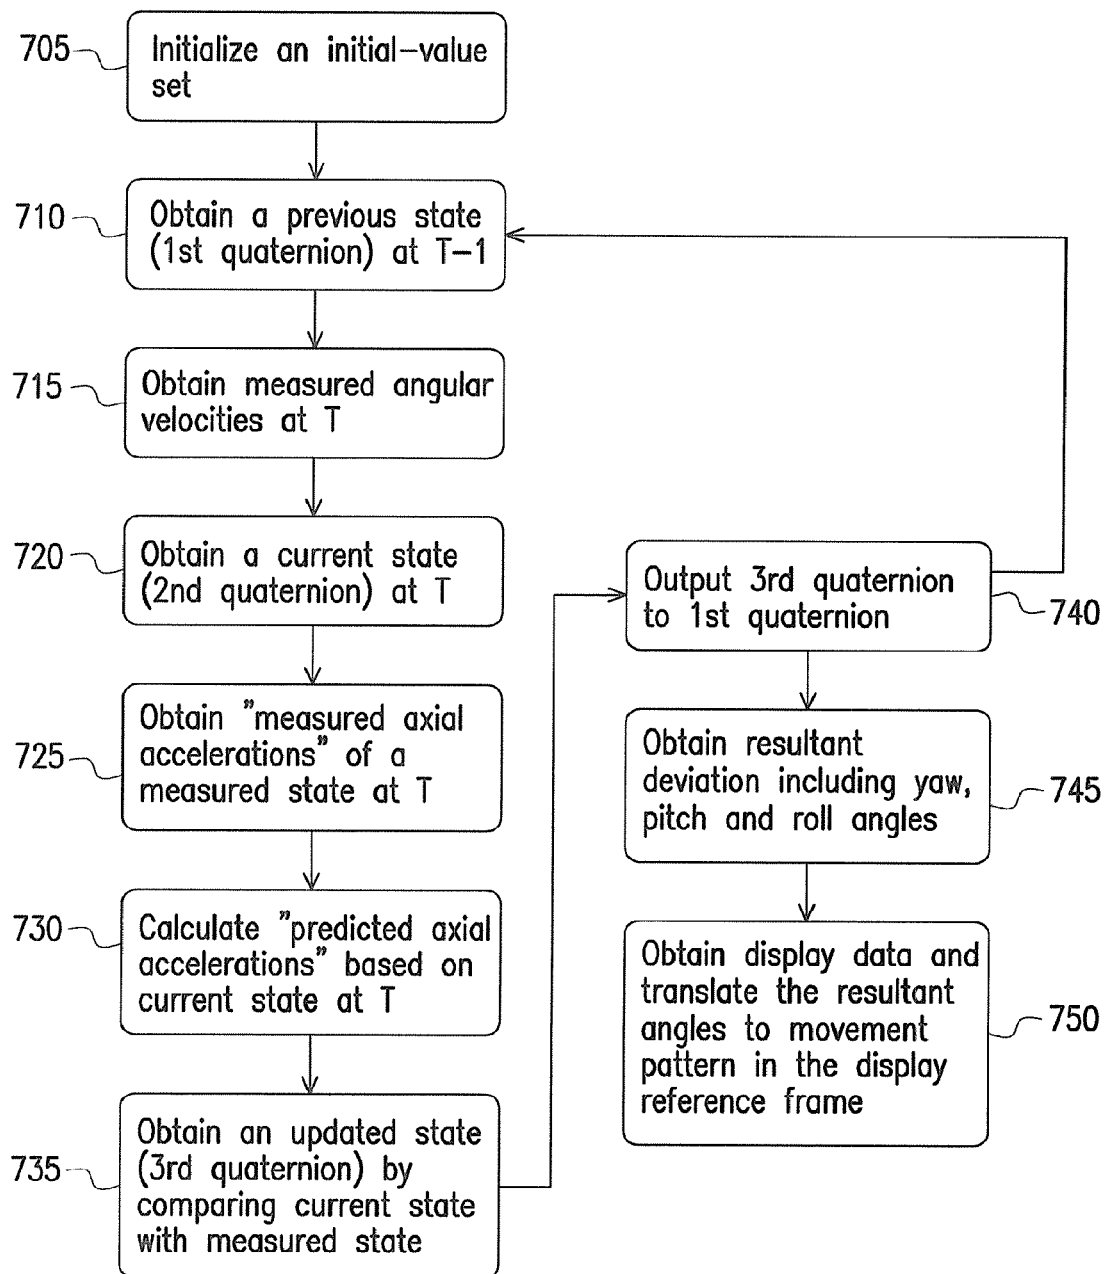 705
Initialize an initial-value
set
710
Obtain a previous state
(1st quaternion) at T-1
715
Obtain measured angular
velocities at T
720
Obtain a current state
(2nd quaternion) at T
725
Obtain "measured axial
accelerations" of a
measured state at T
730
Calculate "predicted axial
accelerations" based on
current state at T
735
Obtain an updated state
(3rd quaternion) by
comparing current state
with measured state
Output 3rd quaternion
to 1st quaternion
740
Obtain resultant
deviation including yaw,
pitch and roll angles
745
Obtain display data and
translate the resultant
angles to movement
pattern in the display
reference frame
750